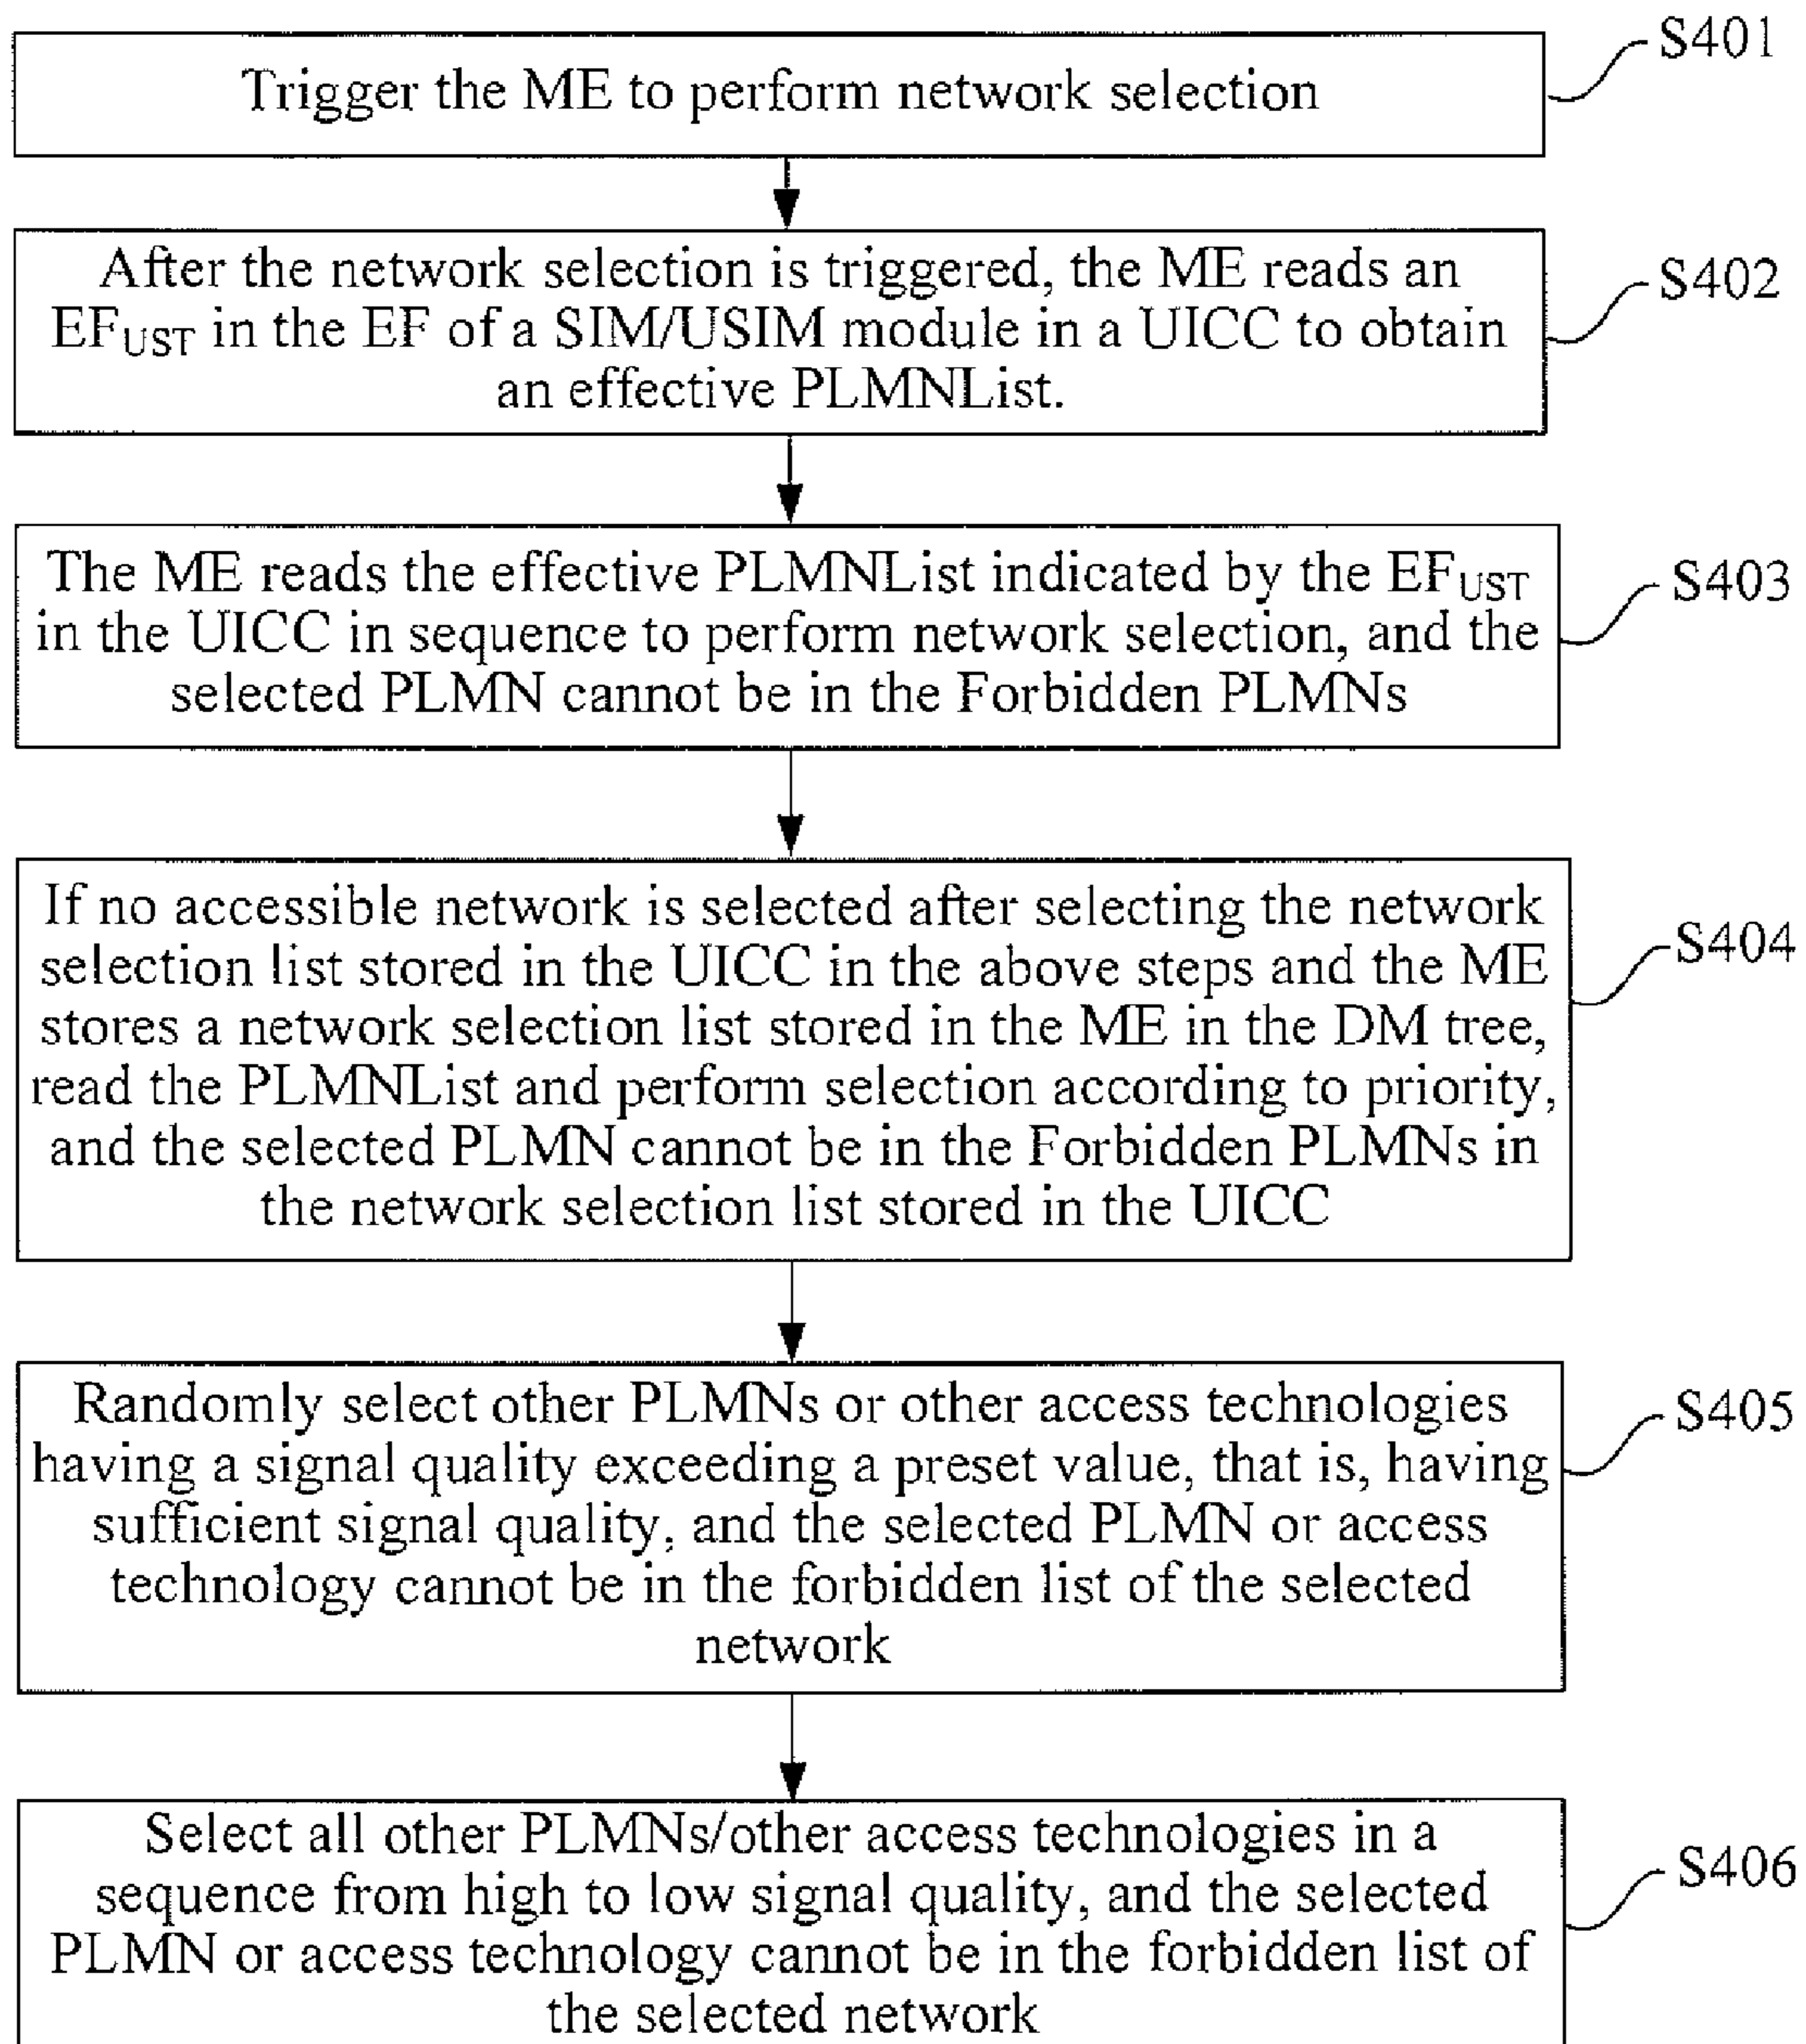 Trigger the ME to perform network selection
S401
After the network selection is triggered, the ME reads an
EFUST in the EF of a SIM/USIM module in a UICC to obtain
an effective PLMNList.
S402
The ME reads the effective PLMNList indicated by the EFUST
in the UICC in sequence to perform network selection, and the
selected PLMN cannot be in the Forbidden PLMNs
S403
If no accessible network is selected after selecting the network
selection list stored in the UICC in the above steps and the ME
stores a network selection list stored in the ME in the DM tree,
read the PLMNList and perform selection according to priority,
and the selected PLMN cannot be in the Forbidden PLMNs in
the network selection list stored in the UICC
S404
Randomly select other PLMNs or other access technologies
having a signal quality exceeding a preset value, that is, having
sufficient signal quality, and the selected PLMN or access
technology cannot be in the forbidden list of the selected
network
S405
Select all other PLMNs/other access technologies in a
sequence from high to low signal quality, and the selected
PLMN or access technology cannot be in the forbidden list of
the selected network
S406